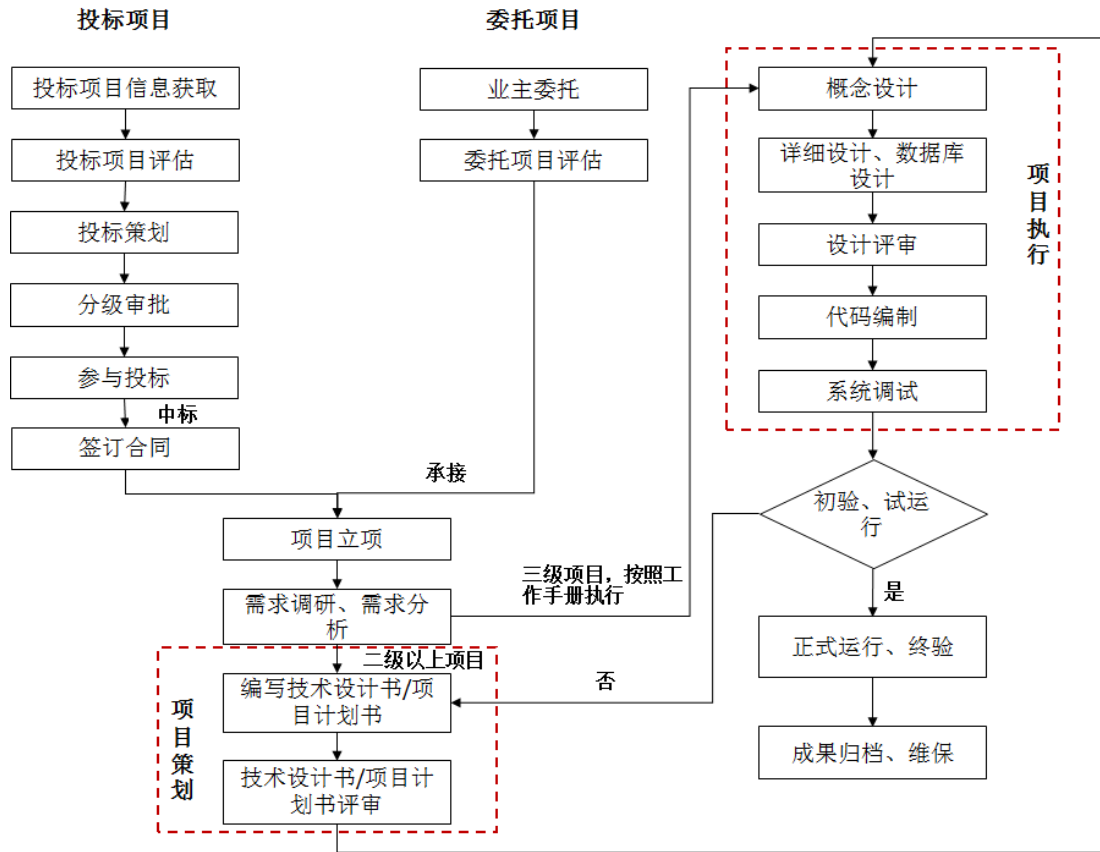 投标项目
委托项目
投标项目信息获取
投标项目评估
投标策划
分级审批
参与投标
中标
签订合同
业主委托
委托项目评估
承接
项目立项
需求调研、需求分
析
三级项目，按照工
作手册执行
二级以上项目
项目策划
编写技术设计书/项
目计划书
技术设计书/项目计
划书评审
概念设计
详细设计、数据库
设计
设计评审
代码编制
系统调试
项目执行
初验、试运
行
是
否
正式运行、终验
成果归档、维保